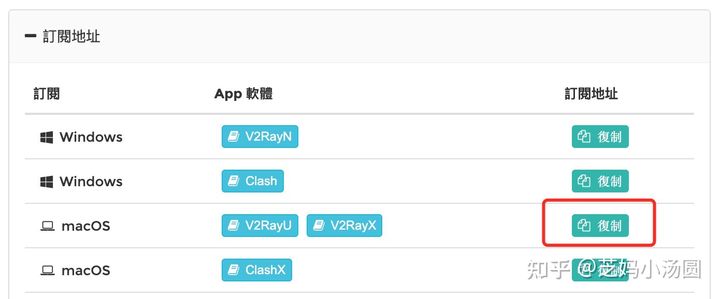 訂閱地址
訂閱 App 軟體 訂閱地址
Windows V2RayN 復制
Windows Clash 復制
macOS V2RayU V2RayX 復制
macOS ClashX
知乎 @芝妈小汤圆